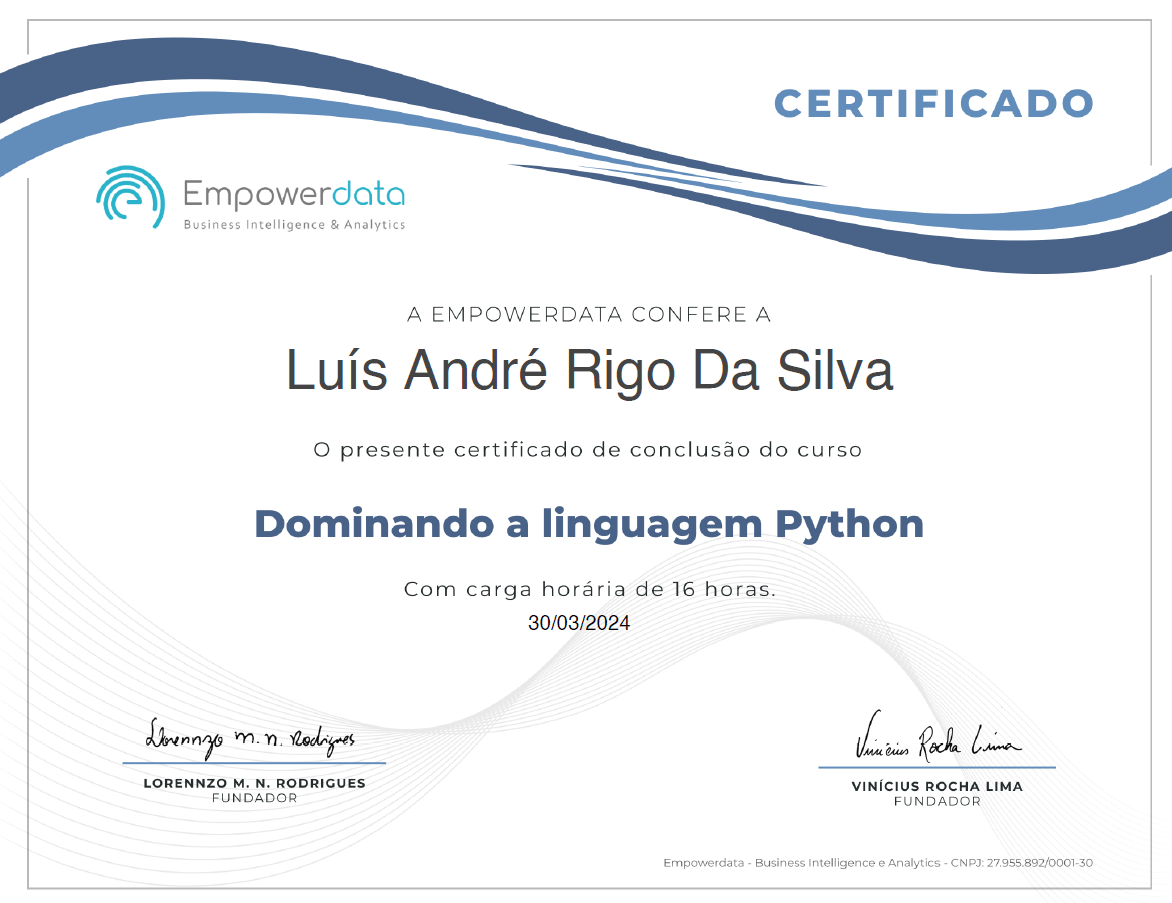 CERTIFICADO
Empowerdata
Business Intelligence & Analytics
A EMPOWERDATA CONFERE A
Luís André Rigo Da Silva
O presente certificado de conclusão do curso
Dominando a linguagem Python
Com carga horária de 16 horas.
30/03/2024
Lorennzo M. N. Rodrigues
Vinícius Rocha Lima
LORENNZO M. N. RODRIGUES
FUNDADOR
VINÍCIUS ROCHA LIMA
FUNDADOR
Empowerdata - Business Intelligence e Analytics - CNPJ: 27.955.892/0001-30